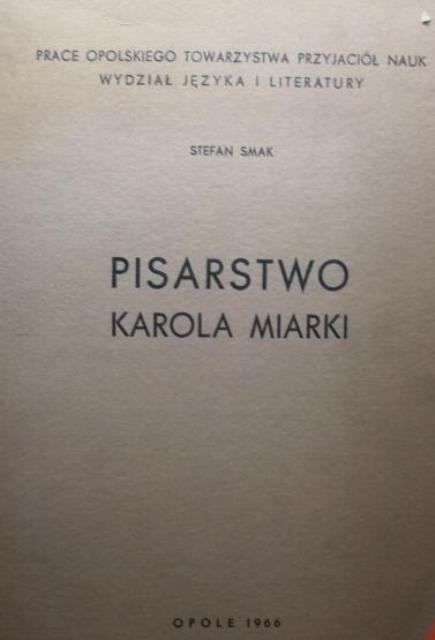 PRACE OPOLSKIEGO TOWARZYSTWA PRZYJACIÓŁ NAUK
WYDZIAŁ JĘZYKA I LITERATURY
STEFAN SMAK
PISARSTWO
KAROLA MIARKI
OPOLE 1966